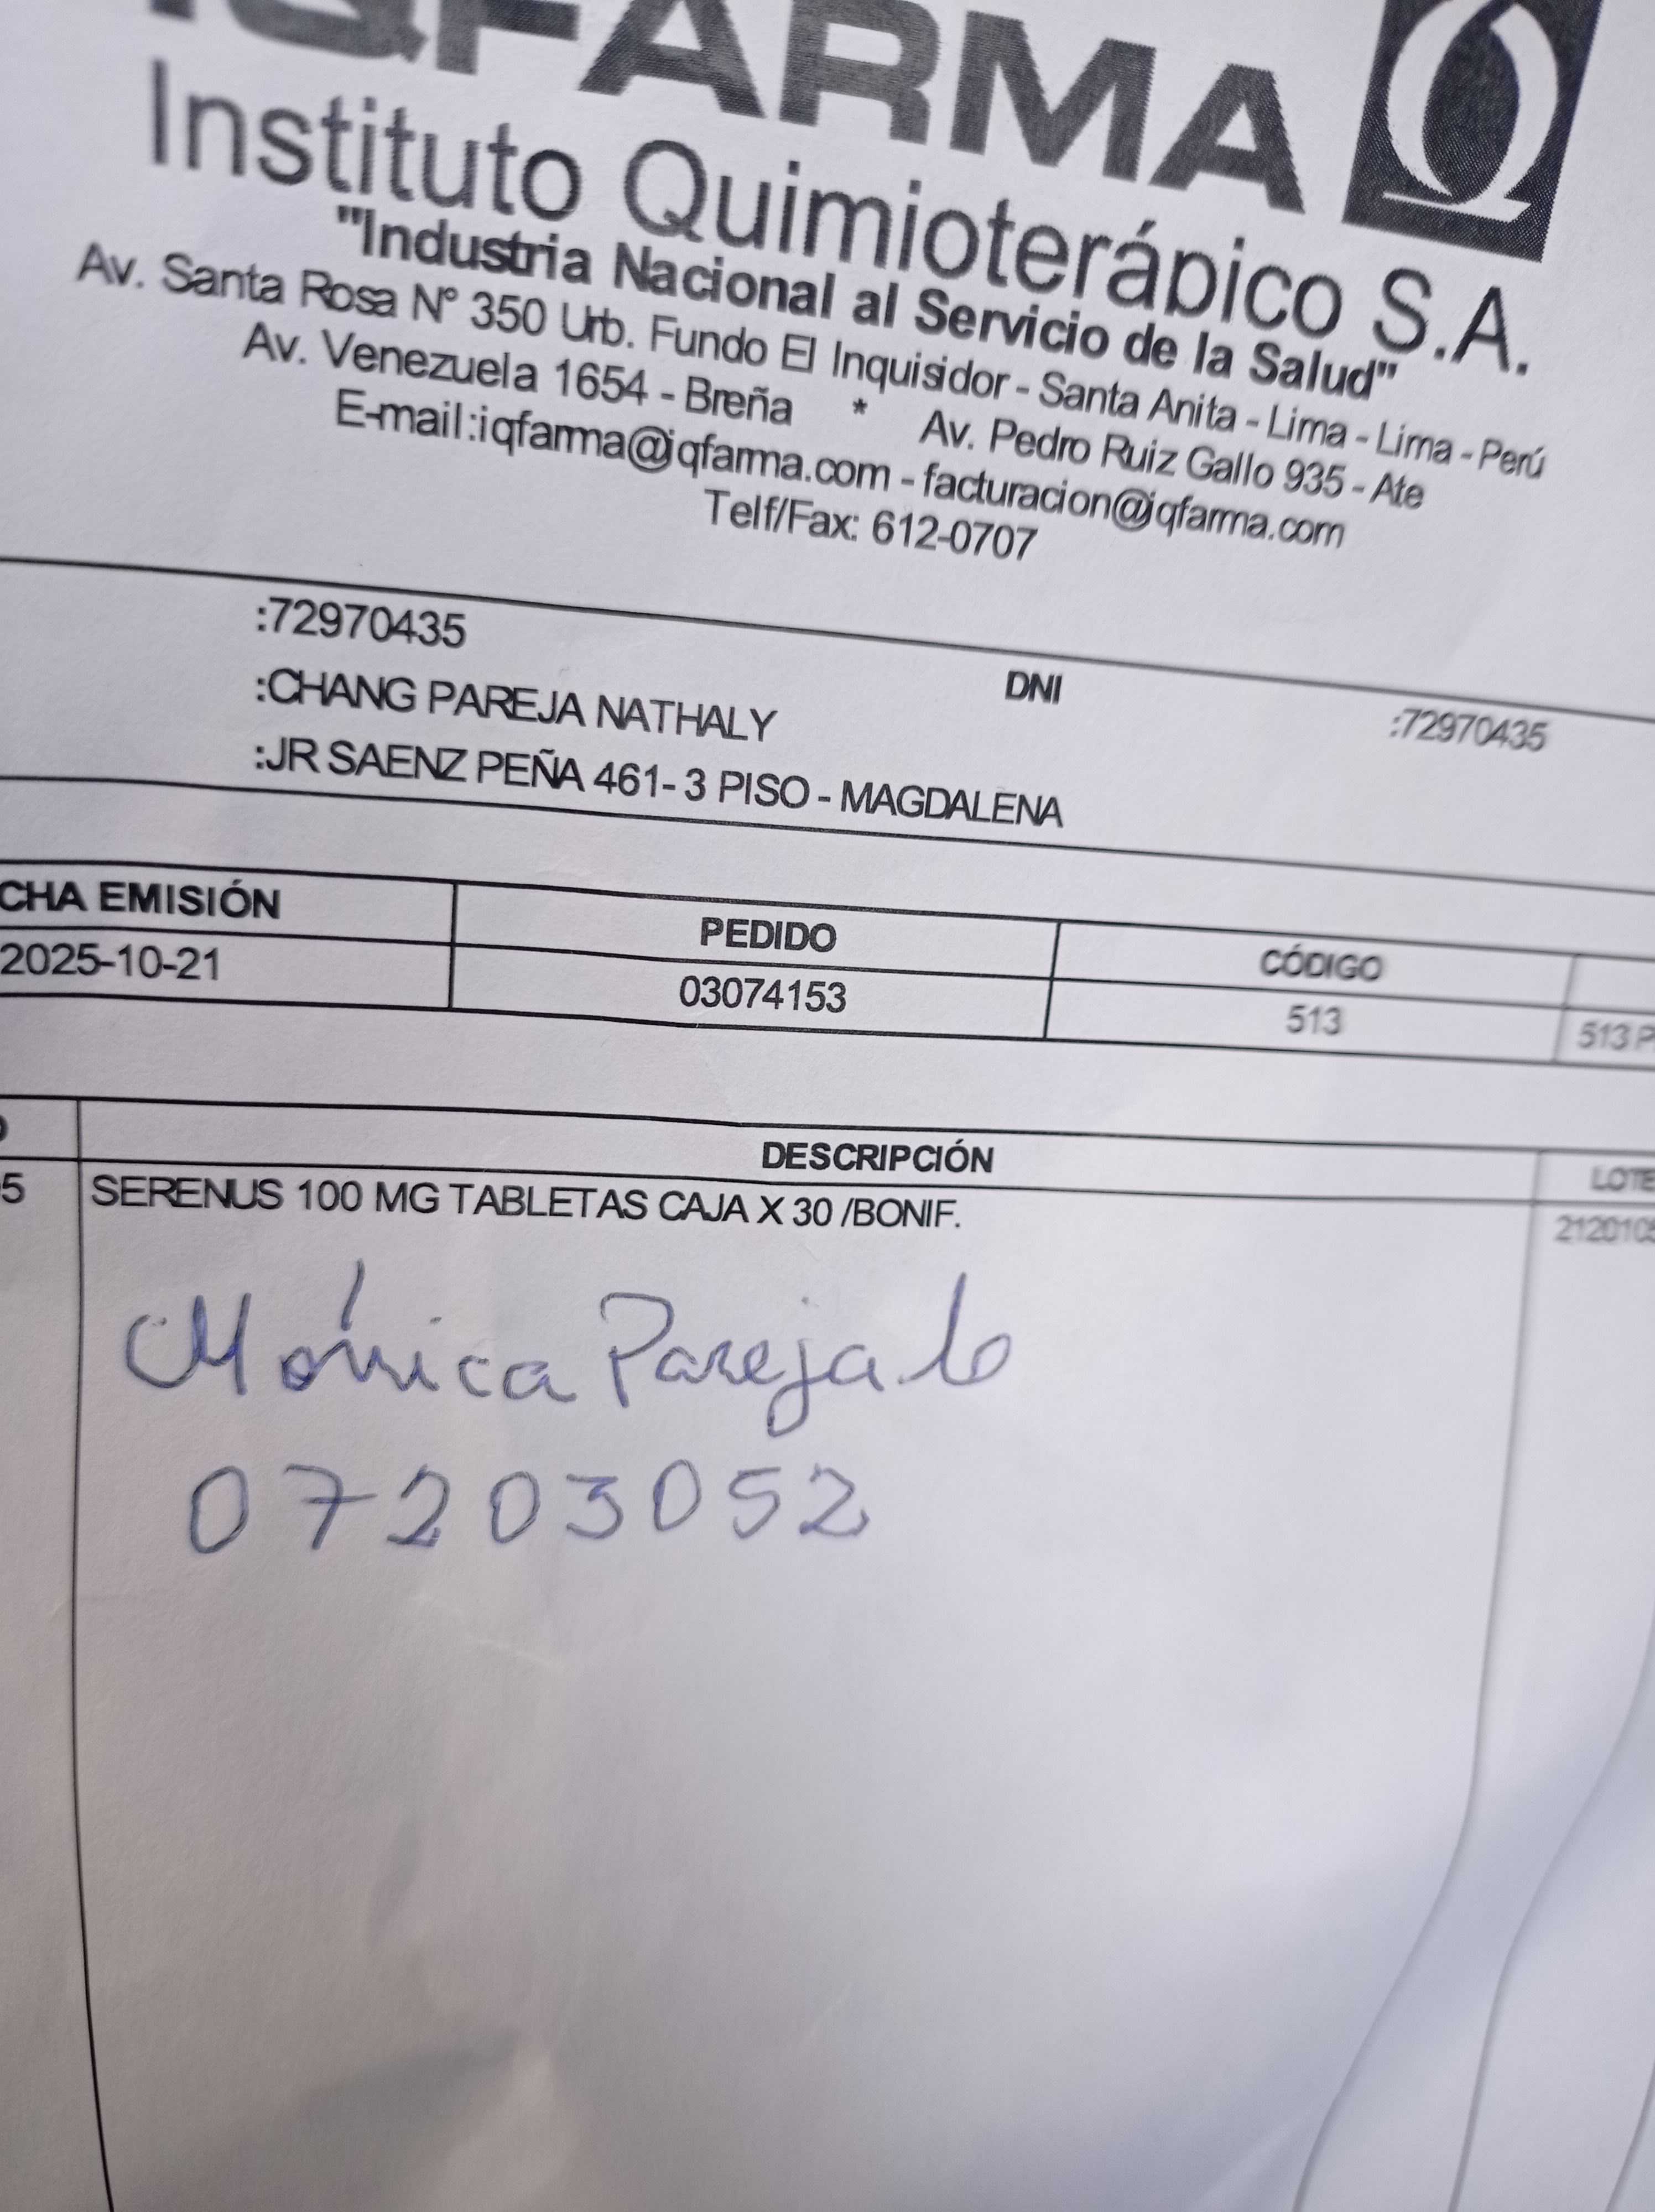 QFARMA
Instituto Quimioterápico S.A.
"Industria Nacional al Servicio de la Salud"
Av. Santa Rosa N° 350 Urb. Fundo El Inquisidor - Santa Anita - Lima - Lima - Perú
Av. Venezuela 1654 - Breña * Av. Pedro Ruiz Gallo 935 - Ate
E-mail:iqfarma@iqfarma.com - facturacion@iqfarma.com
Telf/Fax: 612-0707
:72970435 DNI :72970435
:CHANG PAREJA NATHALY
:JR SAENZ PEÑA 461- 3 PISO - MAGDALENA
CHA EMISIÓN PEDIDO CÓDIGO
2025-10-21 03074153 513 513 P
DESCRIPCIÓN LOTE
5 SERENUS 100 MG TABLETAS CAJA X 30 /BONIF. 2120105
Mónica Pareja
07203052